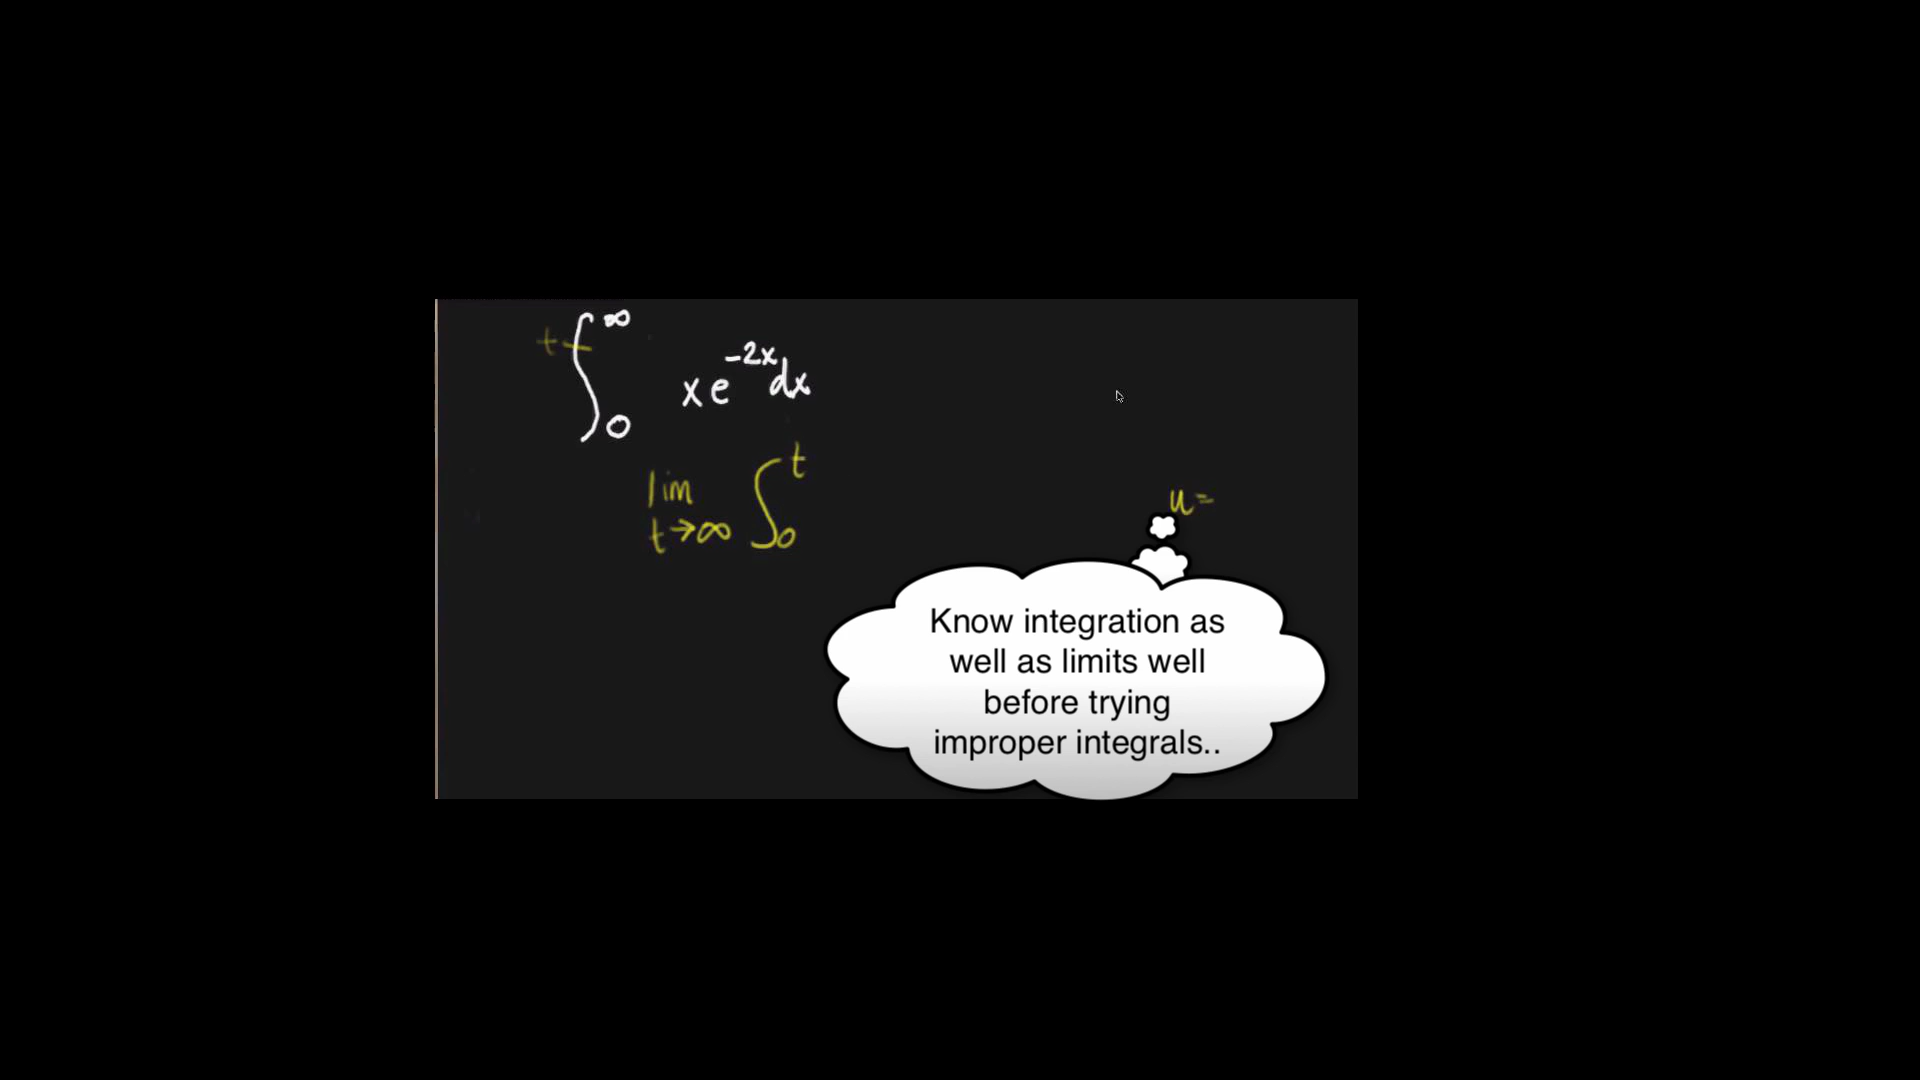 t ∫₀^∞ xe^{-2x}dx
lim t→∞ ∫₀^t
u=
Know integration as
well as limits well
before trying
improper integrals..